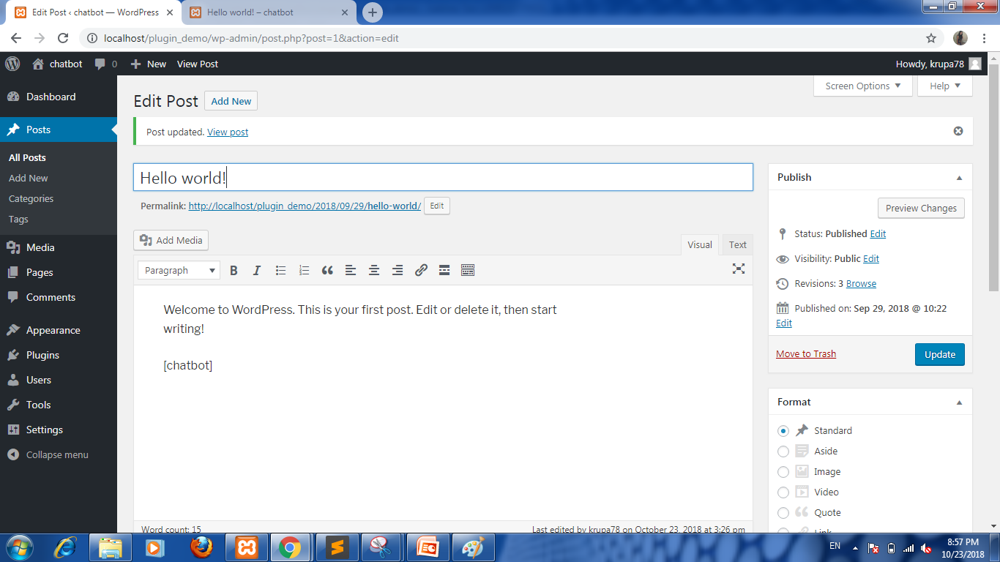 Edit Post ‹ chatbot — WordPress
Hello world! – chatbot
localhost/plugin_demo/wp-admin/post.php?post=1&action=edit
chatbot
0
New
View Post
Howdy, krupa78
Dashboard
Posts
All Posts
Add New
Categories
Tags
Media
Pages
Comments
Appearance
Plugins
Users
Tools
Settings
Collapse menu
Screen Options
Help
Edit Post
Add New
Post updated. View post
Hello world!
Permalink: http://localhost/plugin_demo/2018/09/29/hello-world/ Edit
Add Media
Visual
Text
Paragraph
B I
Welcome to WordPress. This is your first post. Edit or delete it, then start
writing!
[chatbot]
Word count: 15
Last edited by krupa78 on October 23, 2018 at 3:26 pm
Publish
Preview Changes
Status: Published Edit
Visibility: Public Edit
Revisions: 3 Browse
Published on: Sep 29, 2018 @ 10:22
Edit
Move to Trash
Update
Format
Standard
Aside
Image
Video
Quote
Link
EN
8:57 PM
10/23/2018